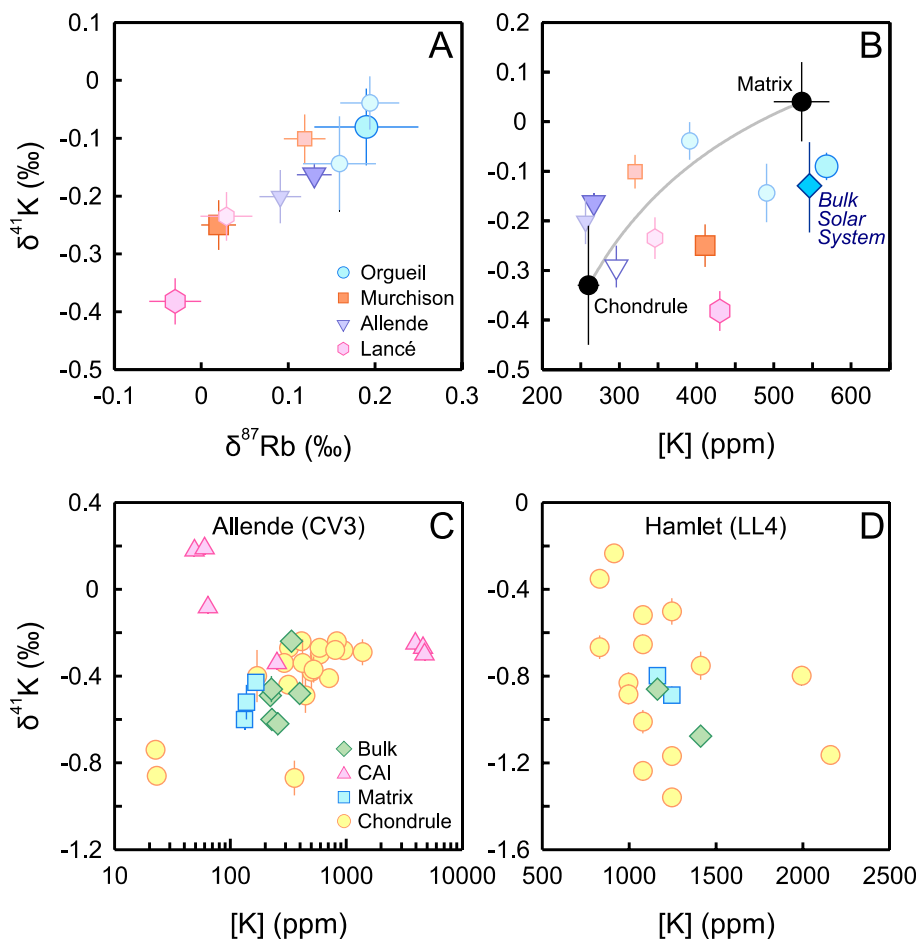 A
0
-0.1
-0.2
-0.3
-0.4
-0.5
δ⁴¹K (‰)
Orgueil
Murchison
Allende
Lancé
-0.1
0
0.1
0.2
0.3
δ⁸⁷Rb (‰)
B
0.2
0.1
0
-0.1
-0.2
-0.3
-0.4
-0.5
Matrix
Bulk
Solar
System
Chondrule
200
300
400
500
600
[K] (ppm)
Allende (CV3)
C
0.4
0
-0.4
-0.8
-1.2
δ⁴¹K (‰)
Bulk
CAI
Matrix
Chondrule
10
100
1000
10000
[K] (ppm)
Hamlet (LL4)
D
0
-0.4
-0.8
-1.2
-1.6
500
1000
1500
2000
2500
[K] (ppm)